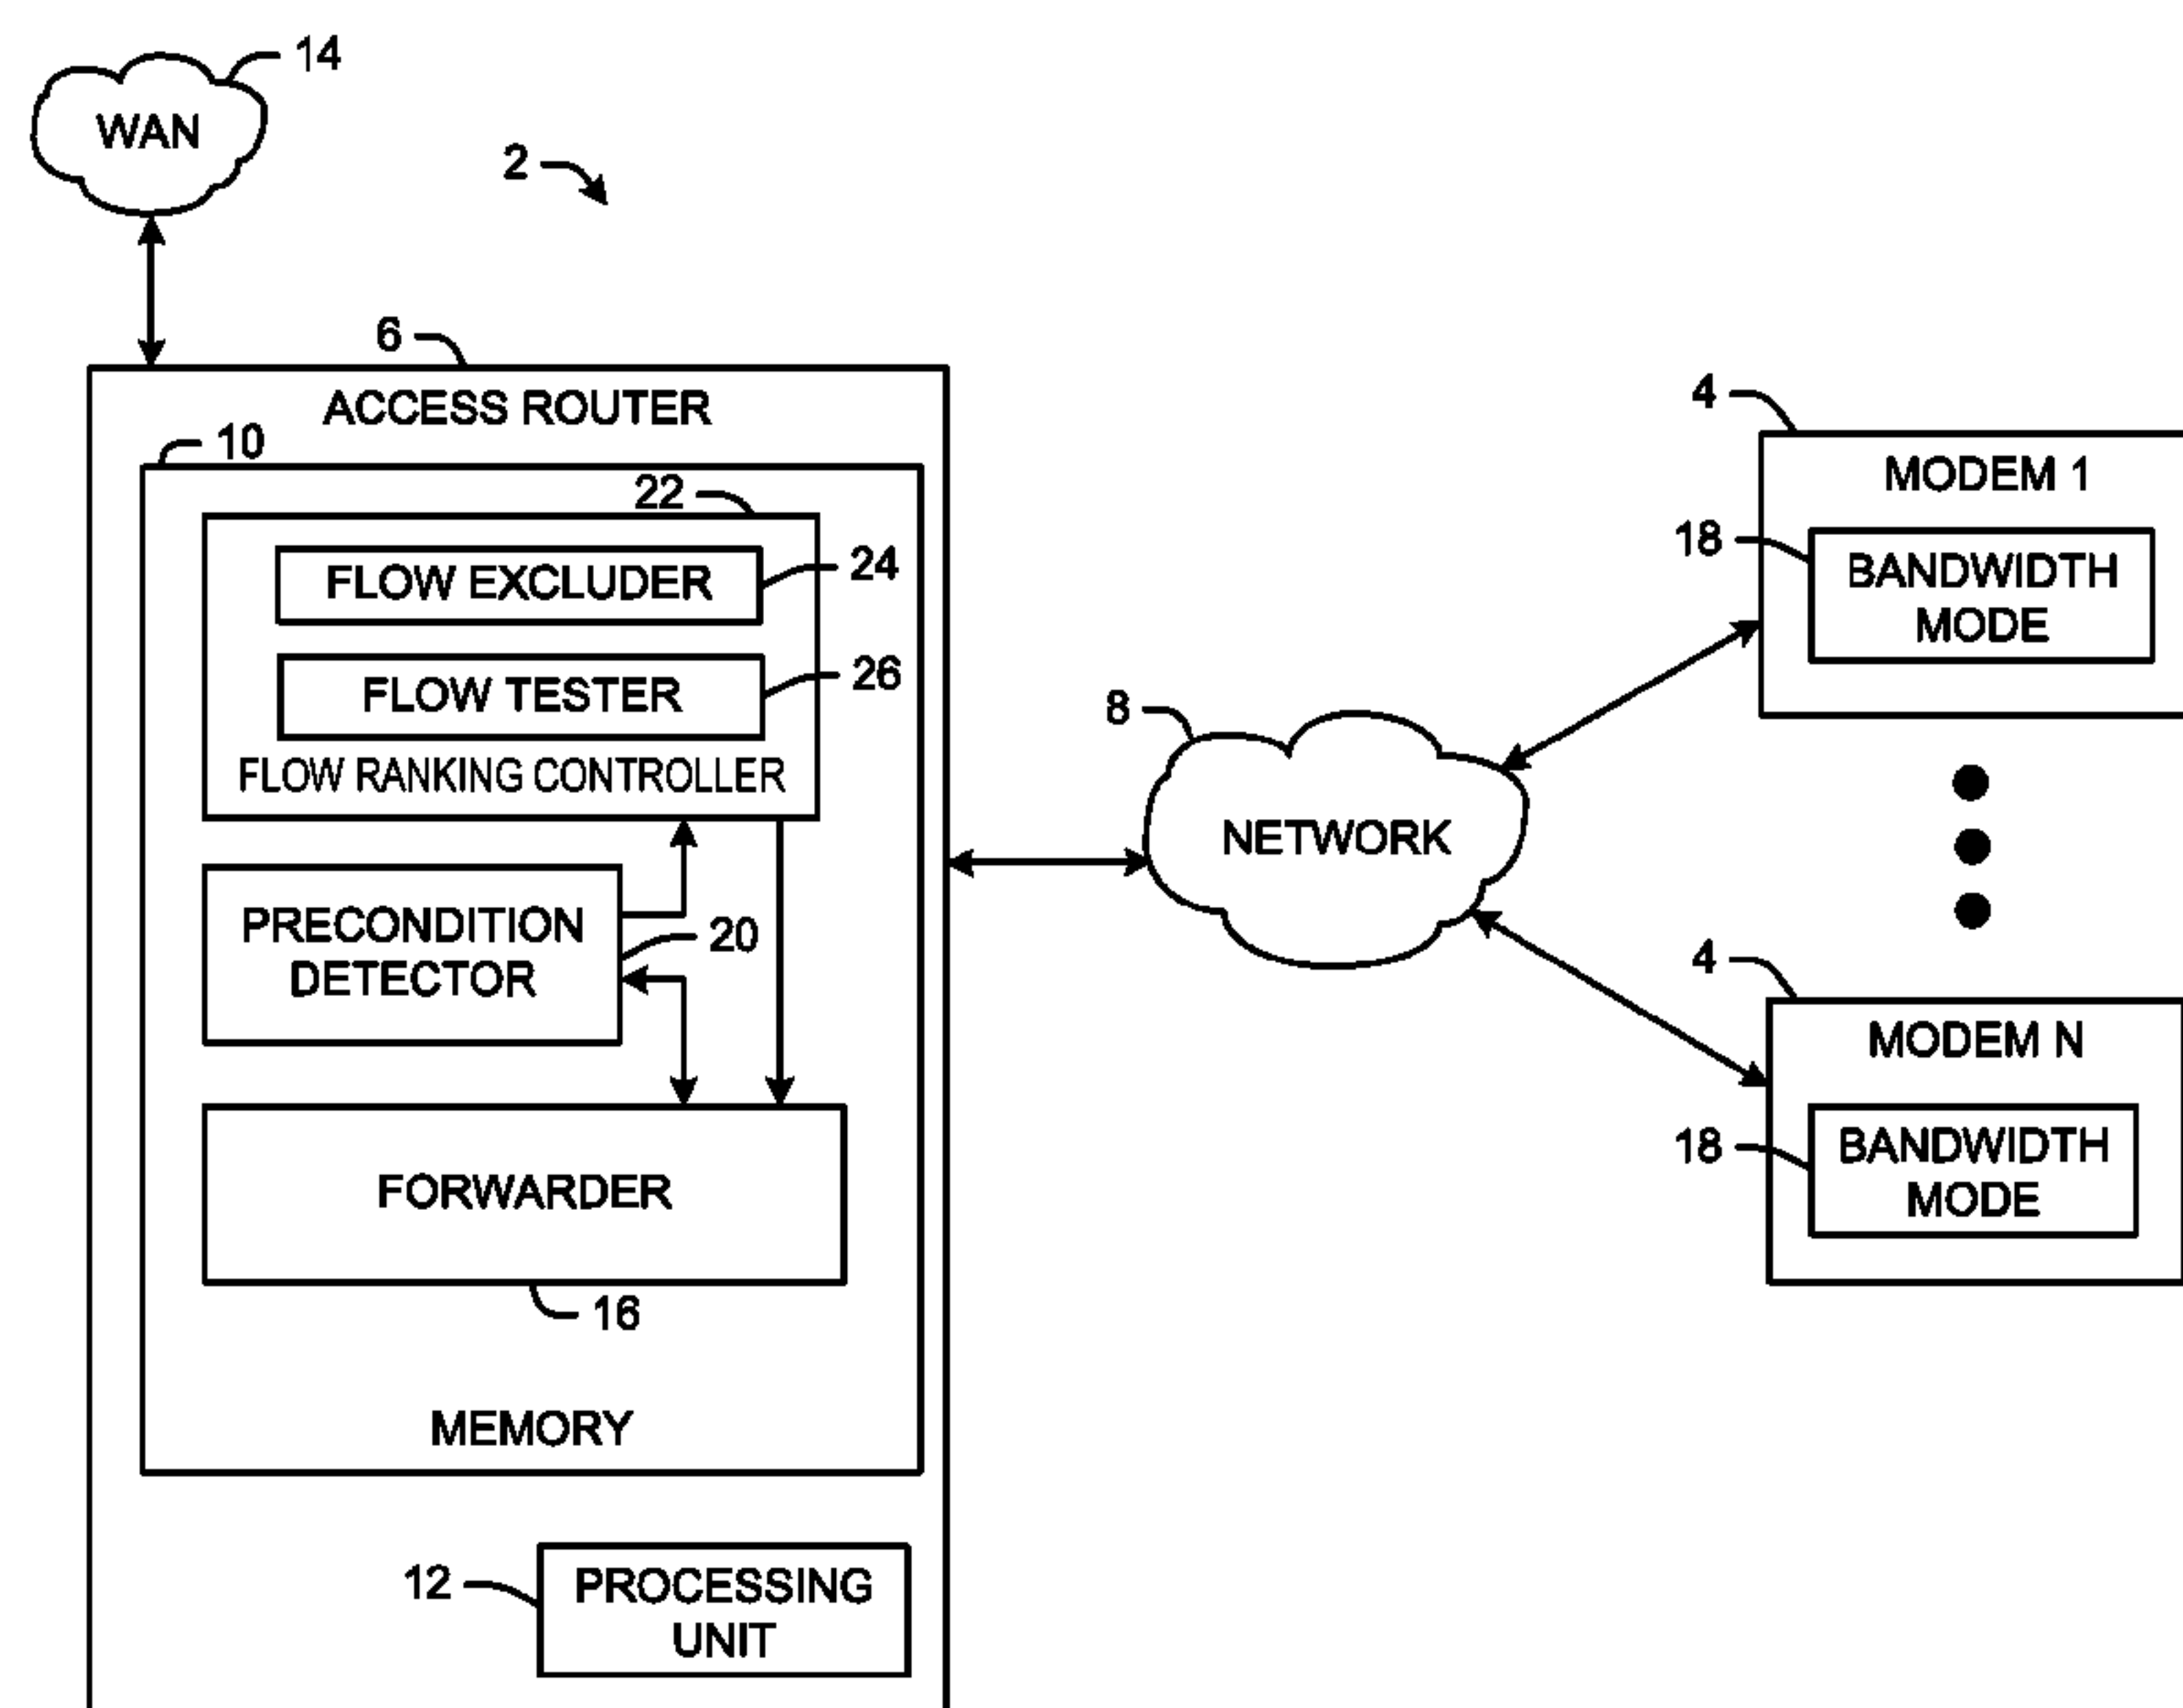 14
WAN
2
6
ACCESS ROUTER
10
22
FLOW EXCLUDER
24
FLOW TESTER
26
FLOW RANKING CONTROLLER
PRECONDITION
DETECTOR
20
FORWARDER
16
MEMORY
12
PROCESSING
UNIT
8
NETWORK
4
MODEM 1
18
BANDWIDTH
MODE
4
MODEM N
18
BANDWIDTH
MODE